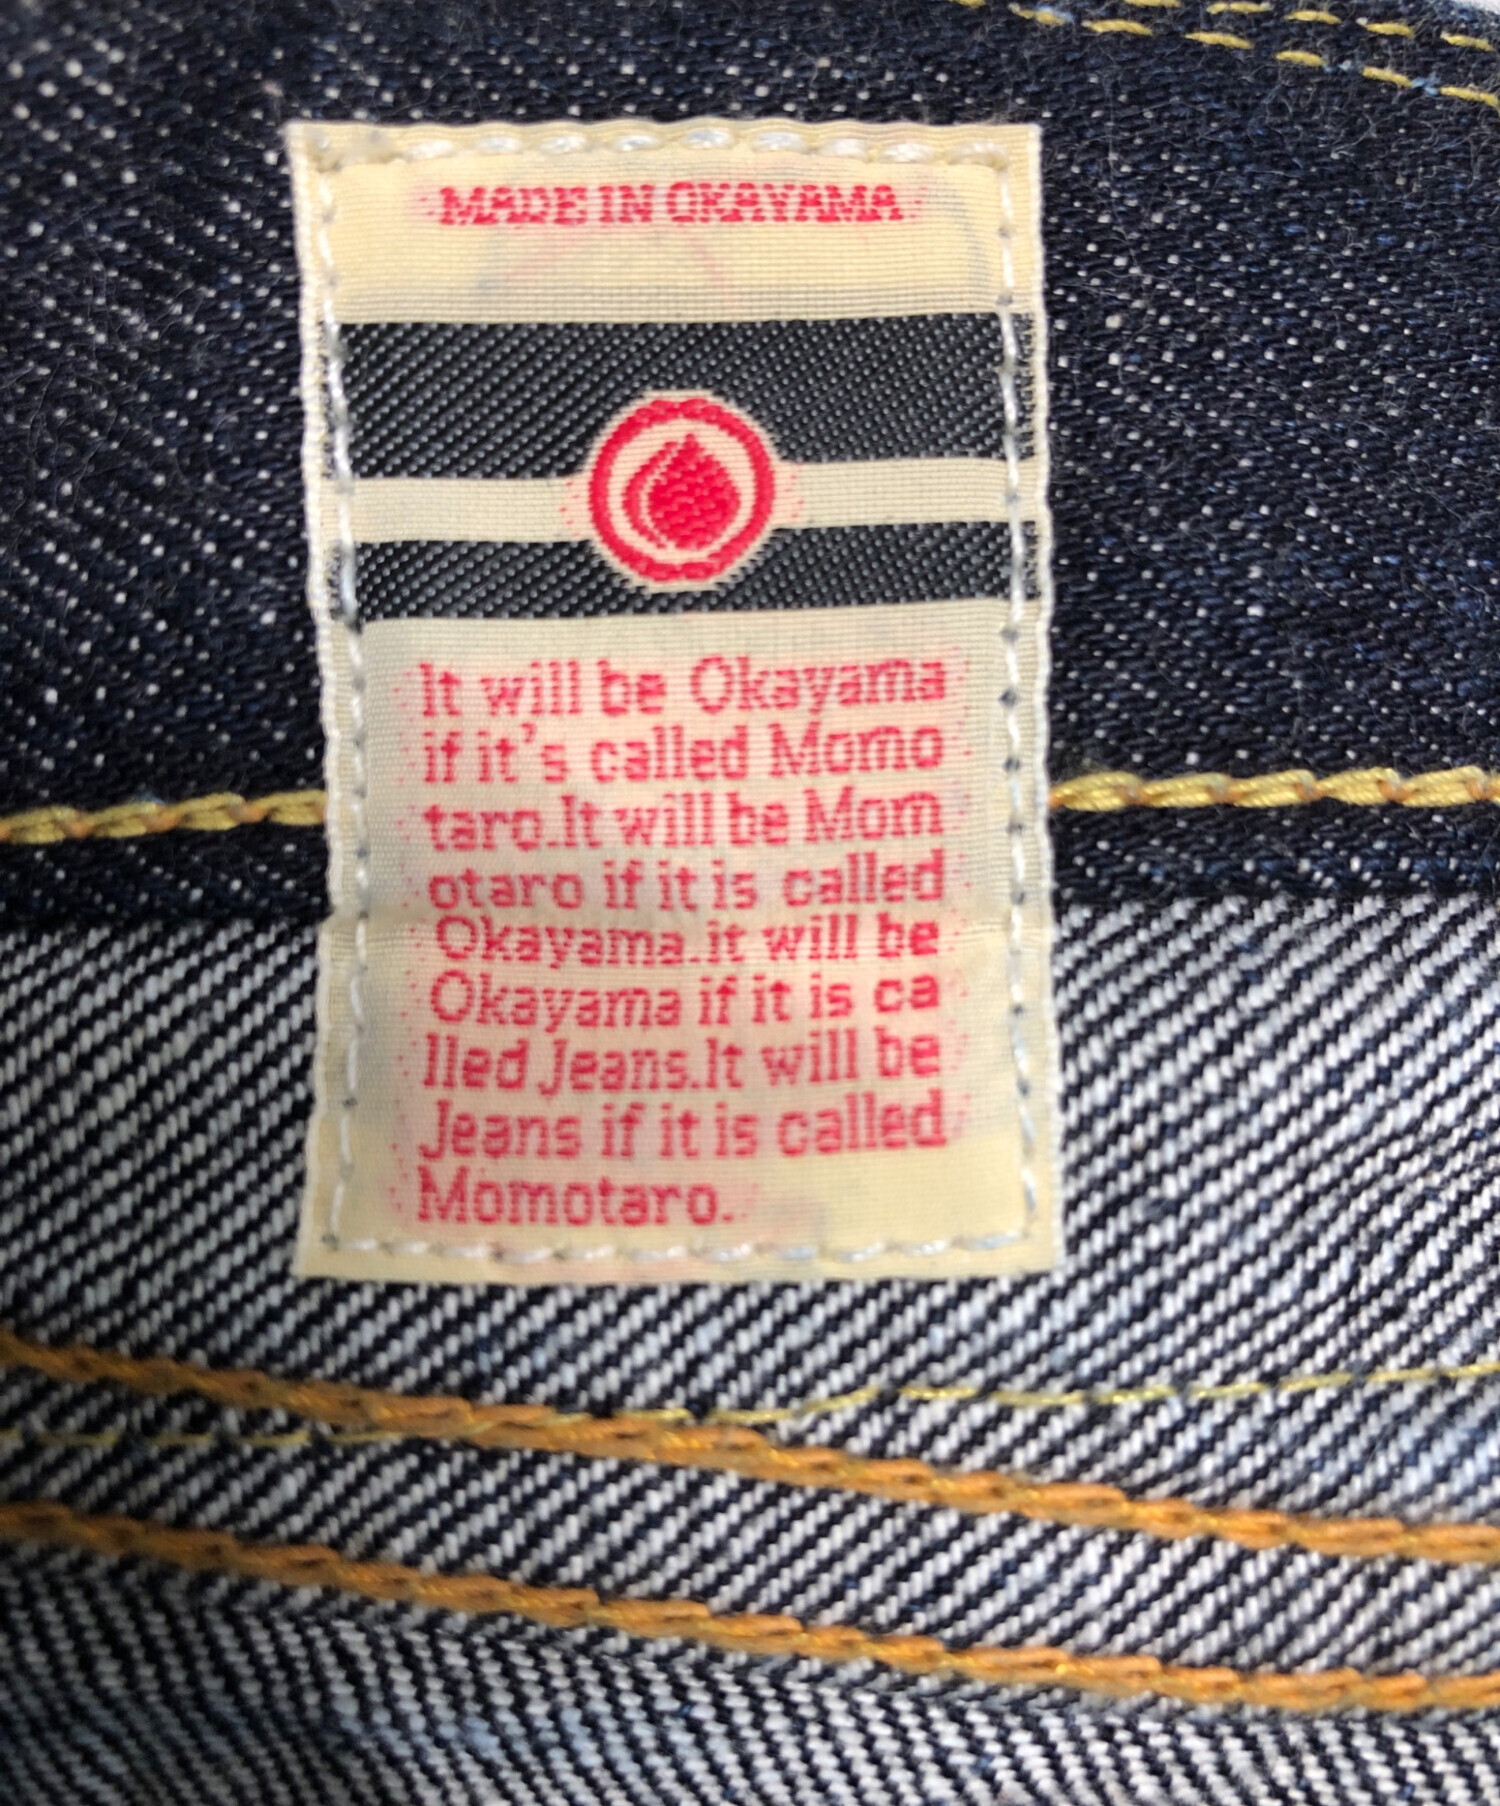 MADE IN OKAYAMA
It will be Okayama
if it's called Momo
taro.It will be Mom
otaro if it is called
Okayama.it will be
Okayama if it is ca
lled Jeans.It will be
Jeans if it is called
Momotaro.